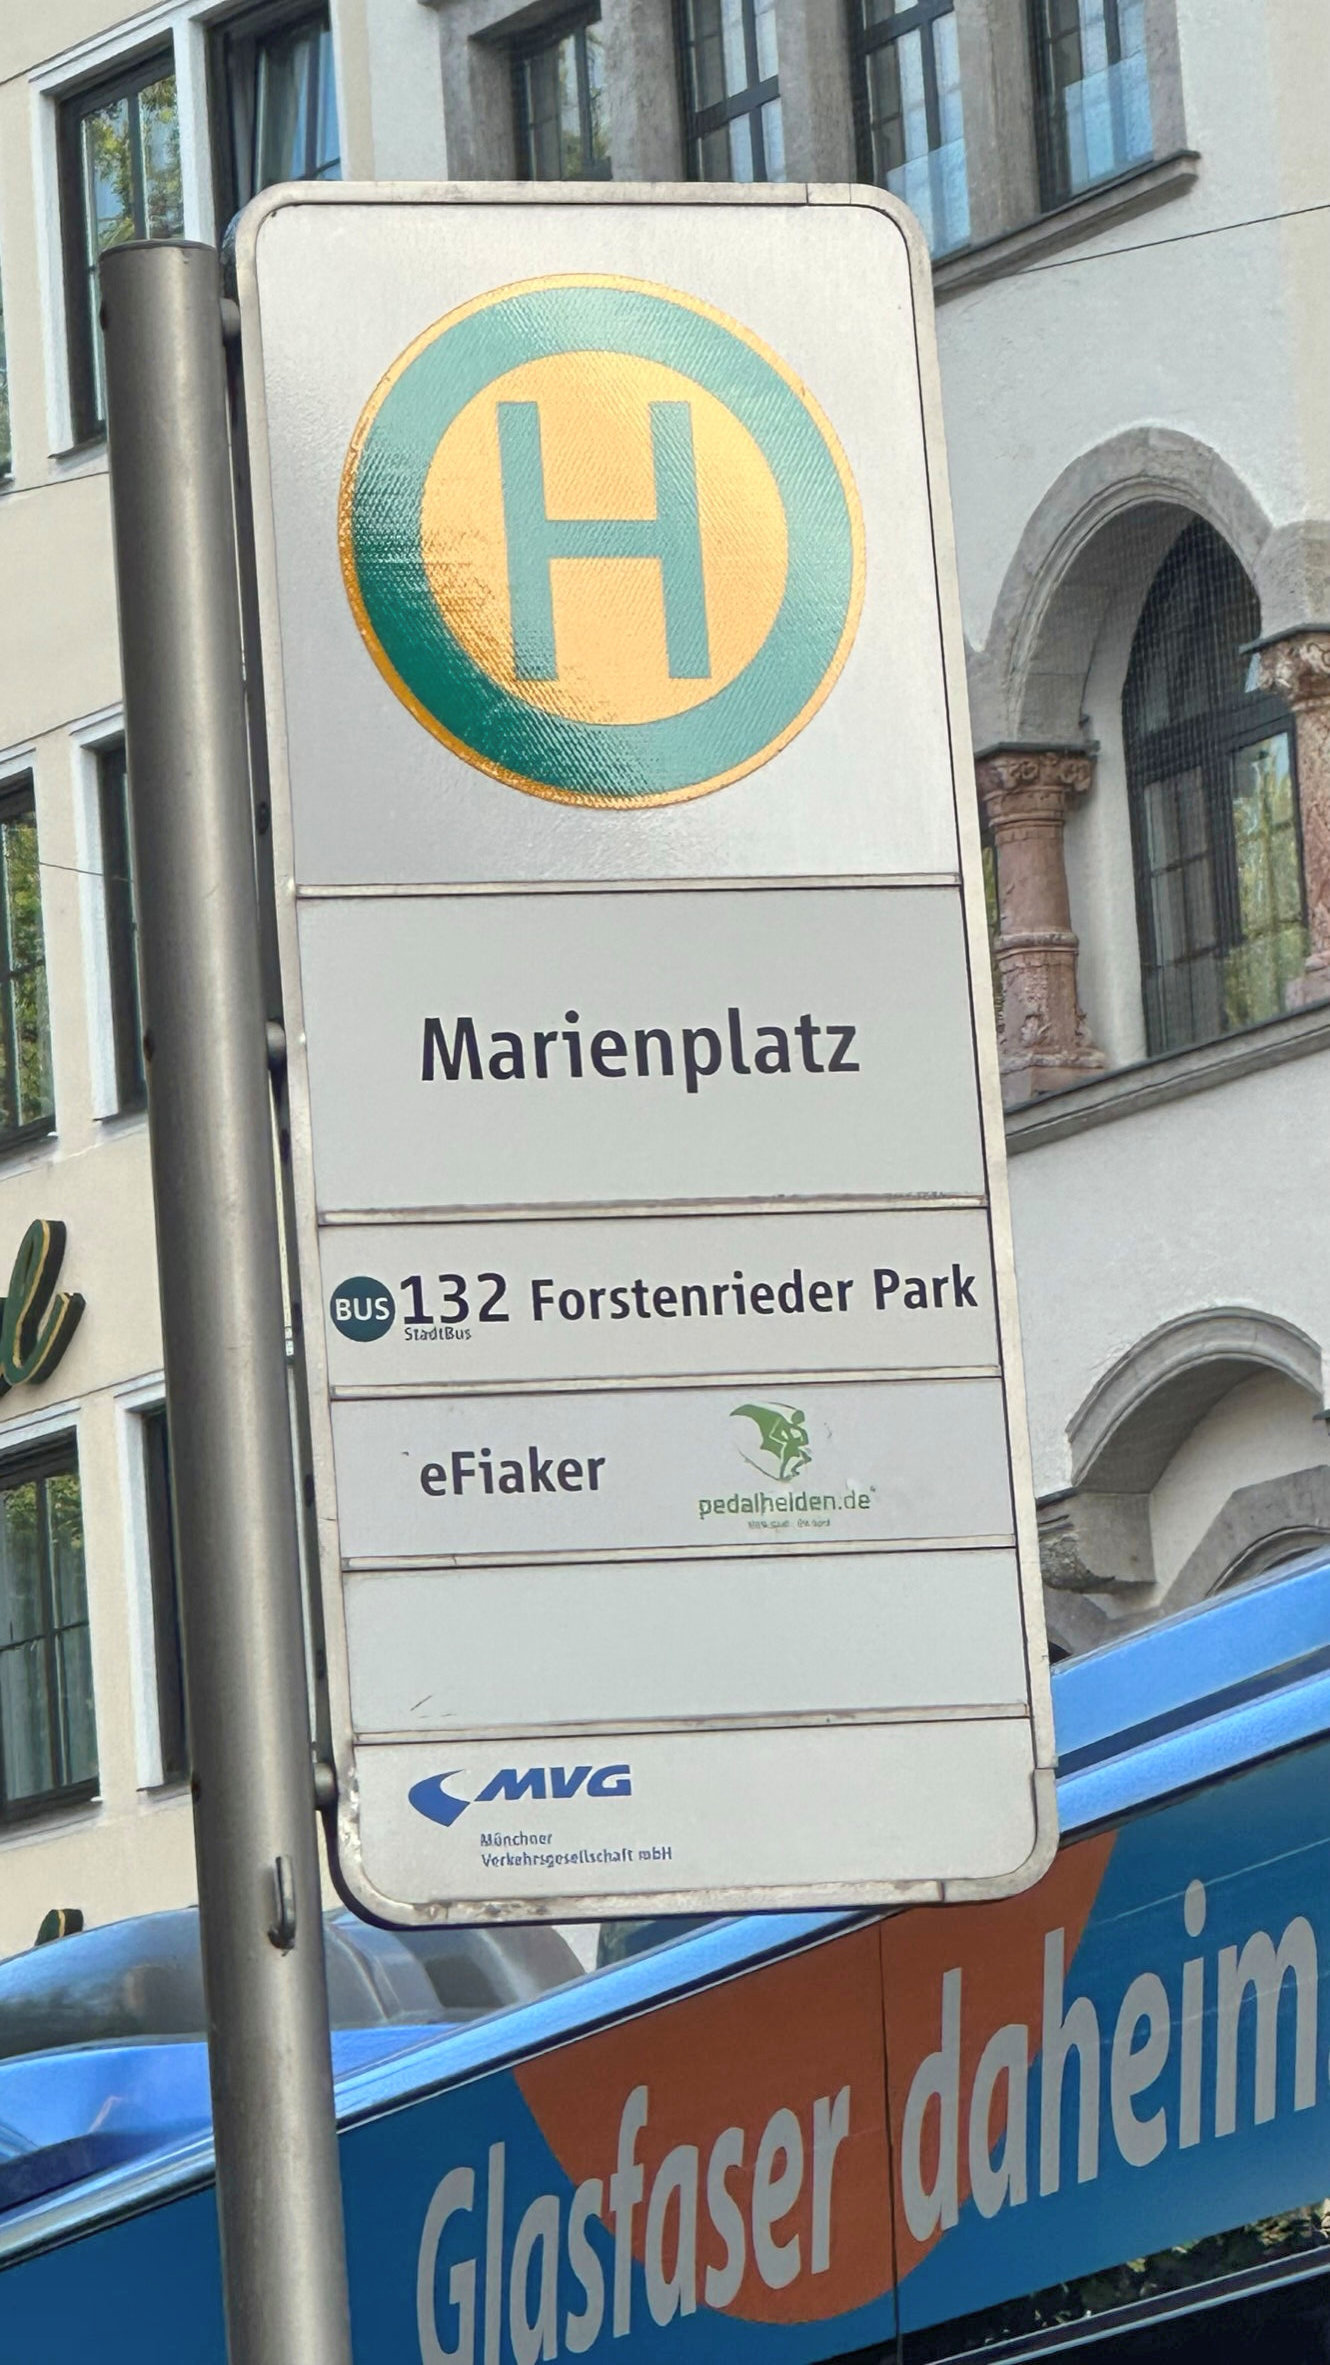 H
Marienplatz
BUS 132 Forstenrieder Park
StadtBus
eFiaker
pedalhelden.de
MVG
Münchner
Verkehrsgesellschaft mbH
Glasfaser daheim